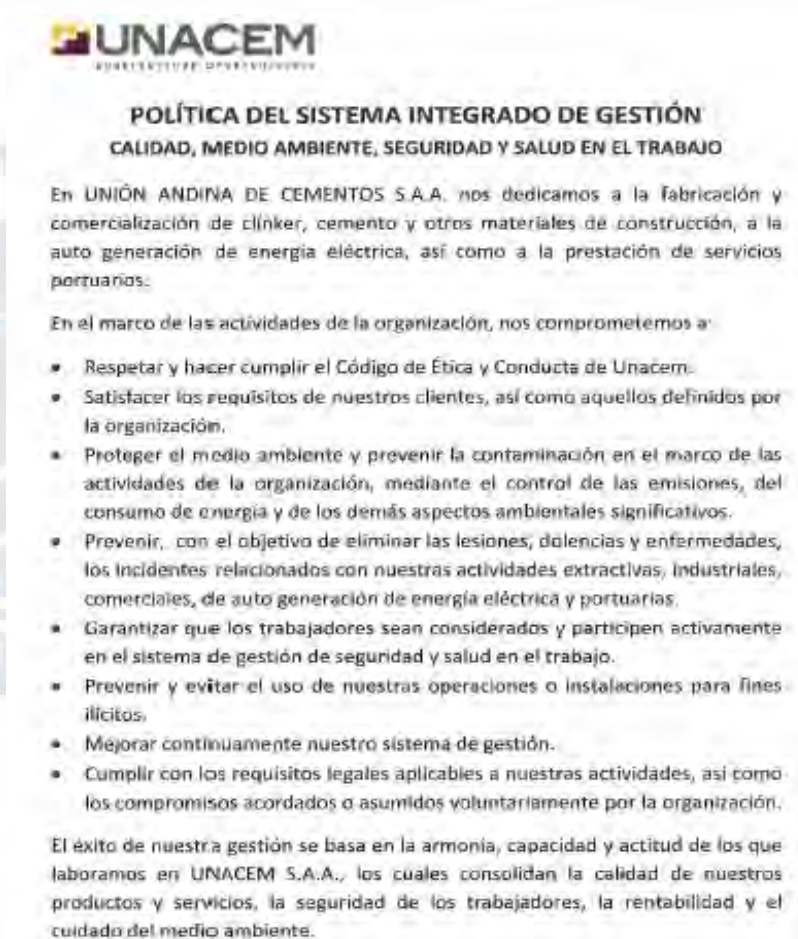 UNACEM
POLÍTICA DEL SISTEMA INTEGRADO DE GESTIÓN
CALIDAD, MEDIO AMBIENTE, SEGURIDAD Y SALUD EN EL TRABAJO
En UNIÓN ANDINA DE CEMENTOS S.A.A. nos dedicamos a la fabricación y
comercialización de clínker, cemento y otros materiales de construcción, a la
auto generación de energía eléctrica, así como a la prestación de servicios
portuarios.
En el marco de las actividades de la organización, nos comprometemos a:
• Respetar y hacer cumplir el Código de Ética y Conducta de Unacem.
• Satisfacer los requisitos de nuestros clientes, así como aquellos definidos por
la organización.
• Proteger el medio ambiente y prevenir la contaminación en el marco de las
actividades de la organización, mediante el control de las emisiones, del
consumo de energía y de los demás aspectos ambientales significativos.
• Prevenir, con el objetivo de eliminar las lesiones, dolencias y enfermedades,
los incidentes relacionados con nuestras actividades extractivas, industriales,
comerciales, de auto generación de energía eléctrica y portuarias.
• Garantizar que los trabajadores sean considerados y participen activamente
en el sistema de gestión de seguridad y salud en el trabajo.
• Prevenir y evitar el uso de nuestras operaciones o instalaciones para fines
ilícitos.
• Mejorar continuamente nuestro sistema de gestión.
• Cumplir con los requisitos legales aplicables a nuestras actividades, así como
los compromisos acordados o asumidos voluntariamente por la organización.
El éxito de nuestra gestión se basa en la armonía, capacidad y actitud de los que
laboramos en UNACEM S.A.A., los cuales consolidan la calidad de nuestros
productos y servicios, la seguridad de los trabajadores, la rentabilidad y el
cuidado del medio ambiente.